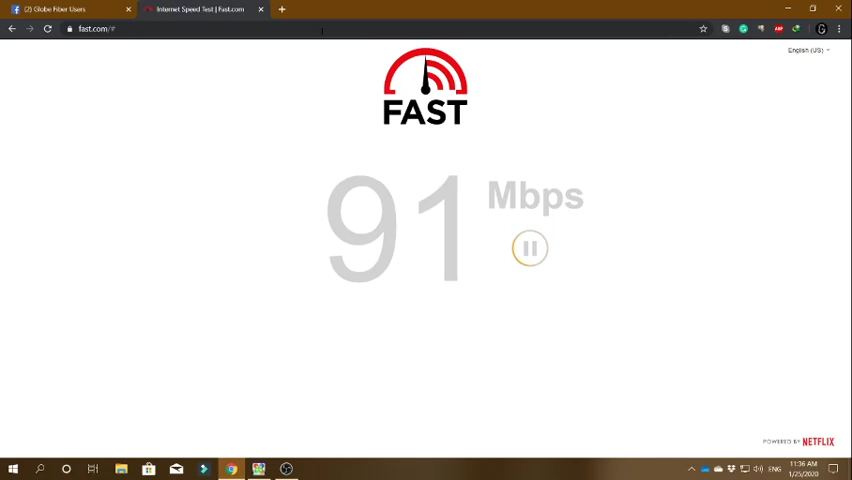 (2) Globe Fiber Users
Internet Speed Test | Fast.com
fast.com/#
English (US)
FAST
91 Mbps
POWERED BY NETFLIX
ENG
11:36 AM
1/25/2020